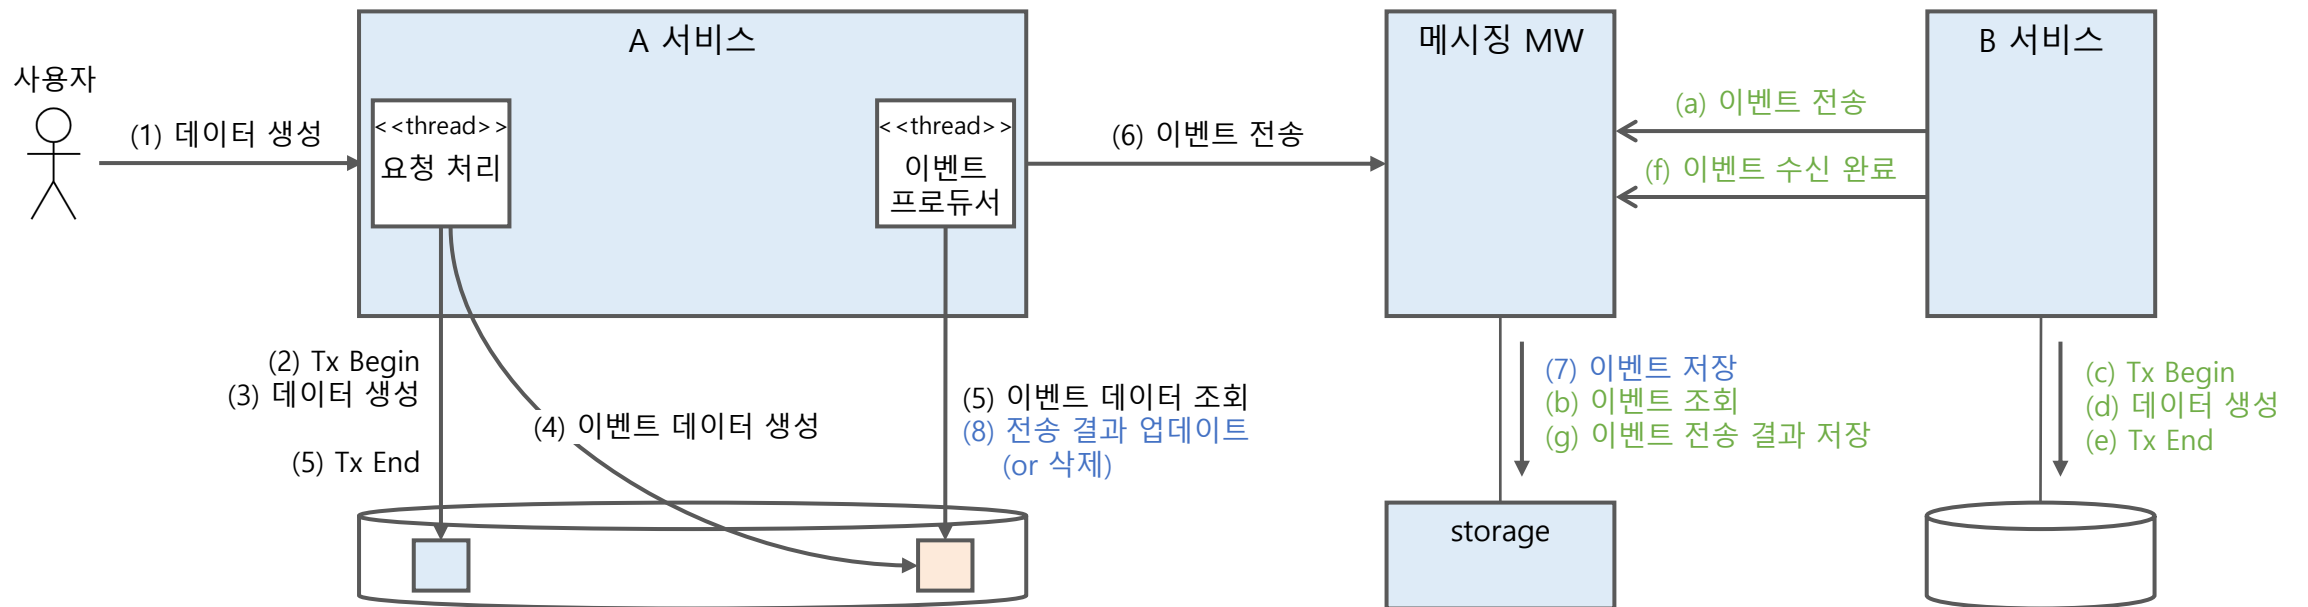 사용자
(1) 데이터 생성
A 서비스
<<thread>>
요청 처리
<<thread>>
이벤트
프로듀서
(6) 이벤트 전송
메시징 MW
(a) 이벤트 전송
(f) 이벤트 수신 완료
B 서비스
(2) Tx Begin
(3) 데이터 생성
(5) Tx End
(4) 이벤트 데이터 생성
(5) 이벤트 데이터 조회
(8) 전송 결과 업데이트
(or 삭제)
(7) 이벤트 저장
(b) 이벤트 조회
(g) 이벤트 전송 결과 저장
(c) Tx Begin
(d) 데이터 생성
(e) Tx End
storage